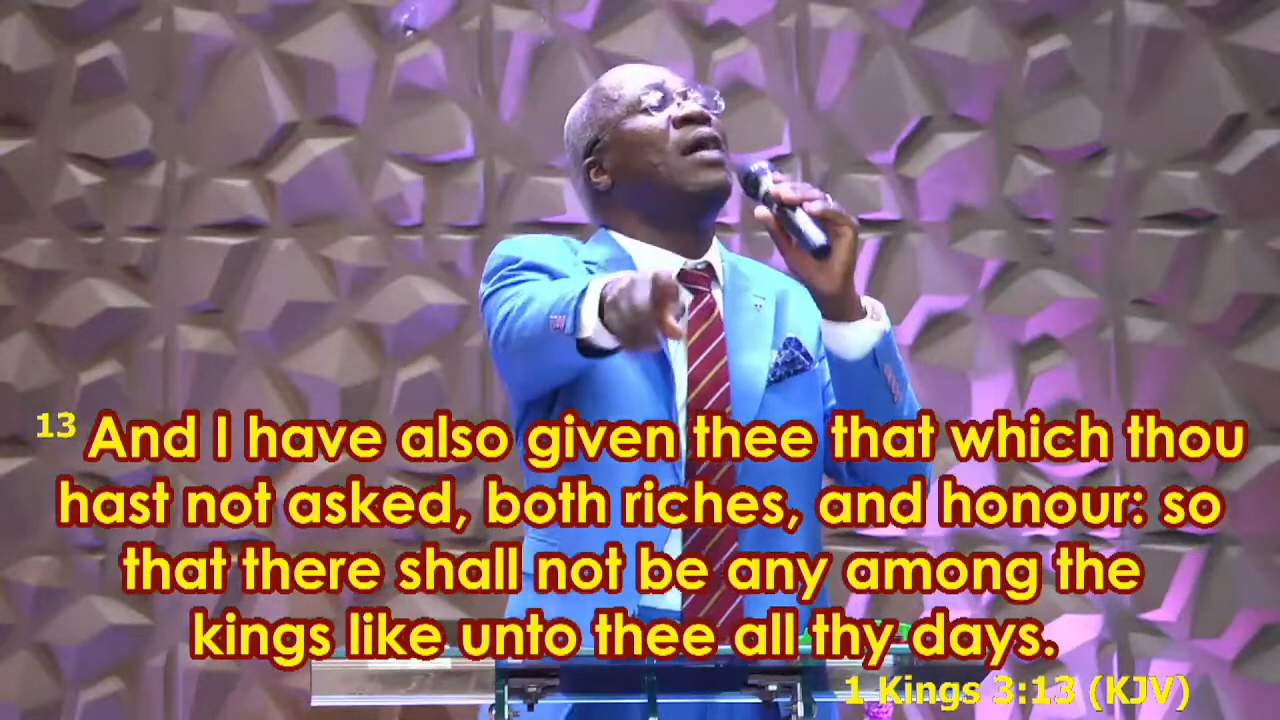 13 And I have also given thee that which thou
hast not asked, both riches, and honour: so
that there shall not be any among the
kings like unto thee all thy days.
1 Kings 3:13 (KJV)